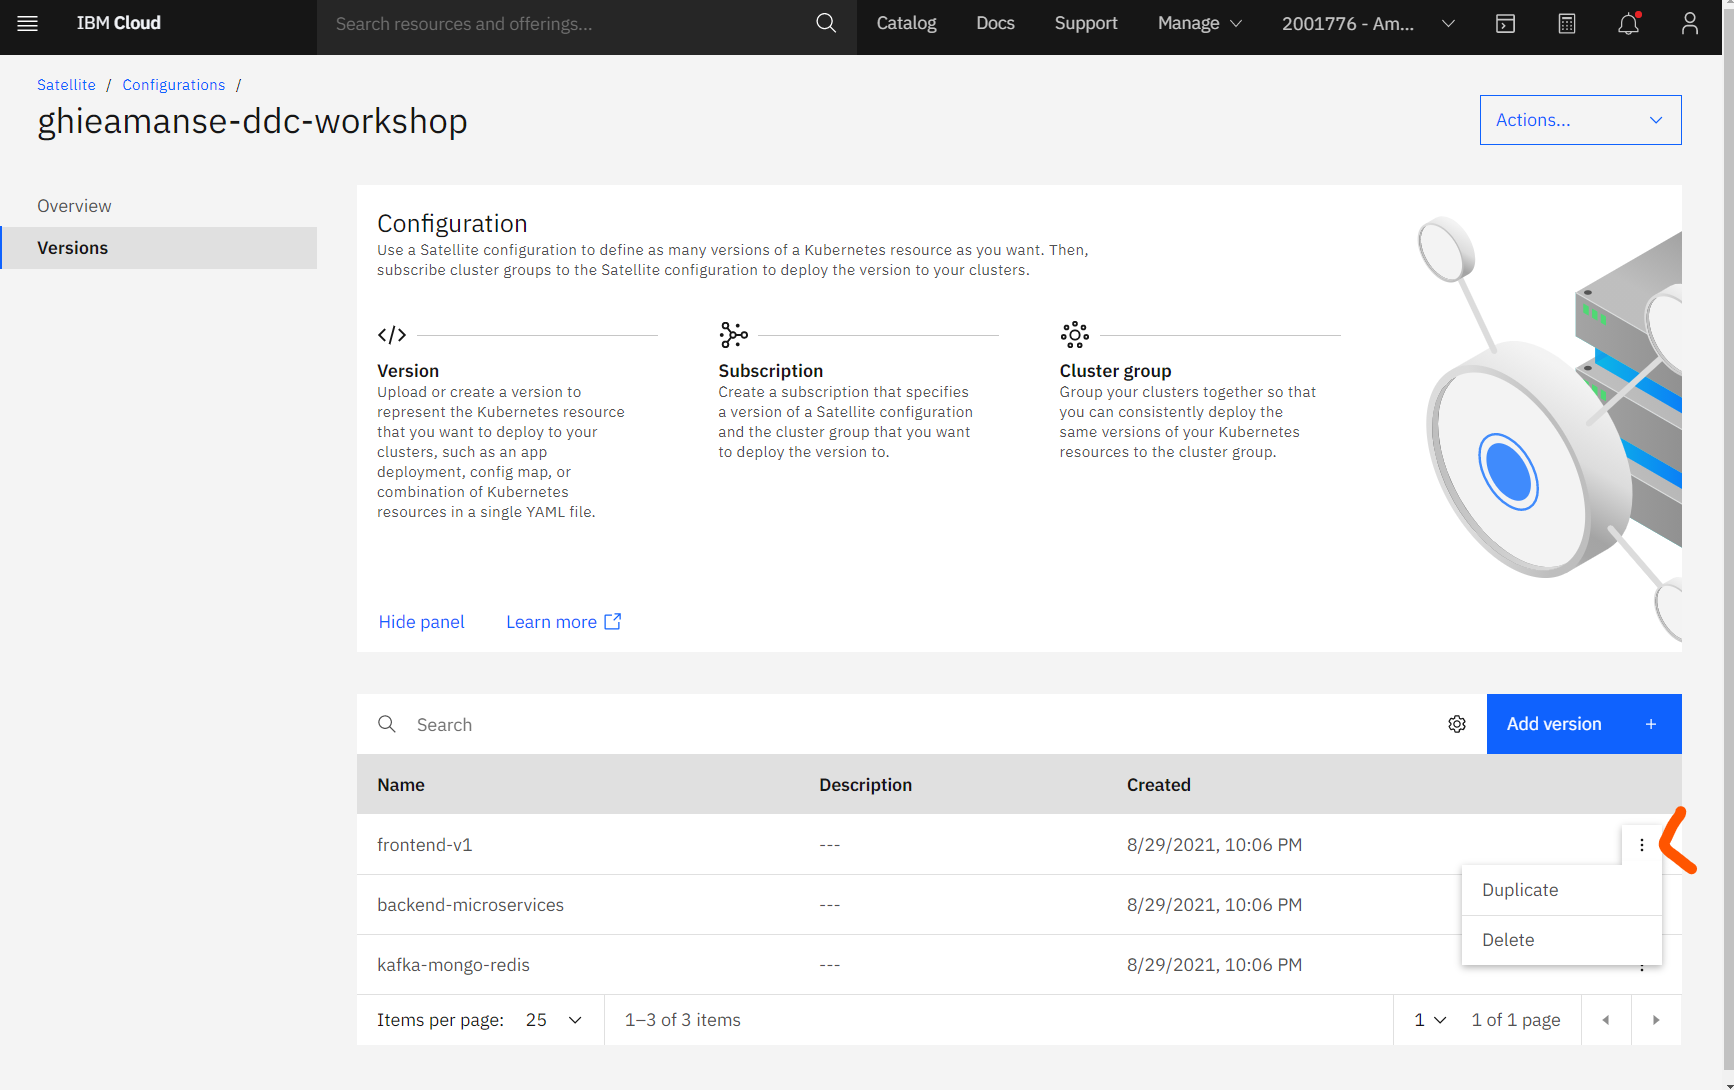 IBM Cloud
Search resources and offerings...
Catalog
Docs
Support
Manage
2001776 - Am...
Satellite / Configurations /
ghieamanse-ddc-workshop
Actions...
Overview
Versions
Configuration
Use a Satellite configuration to define as many versions of a Kubernetes resource as you want. Then,
subscribe cluster groups to the Satellite configuration to deploy the version to your clusters.
Version
Upload or create a version to
represent the Kubernetes resource
that you want to deploy to your
clusters, such as an app
deployment, config map, or
combination of Kubernetes
resources in a single YAML file.
Subscription
Create a subscription that specifies
a version of a Satellite configuration
and the cluster group that you want
to deploy the version to.
Cluster group
Group your clusters together so that
you can consistently deploy the
same versions of your Kubernetes
resources to the cluster group.
Hide panel
Learn more
Search
Add version +
Name Description Created
frontend-v1 --- 8/29/2021, 10:06 PM
Duplicate
backend-microservices --- 8/29/2021, 10:06 PM
Delete
kafka-mongo-redis --- 8/29/2021, 10:06 PM
Items per page: 25 1–3 of 3 items 1 1 of 1 page